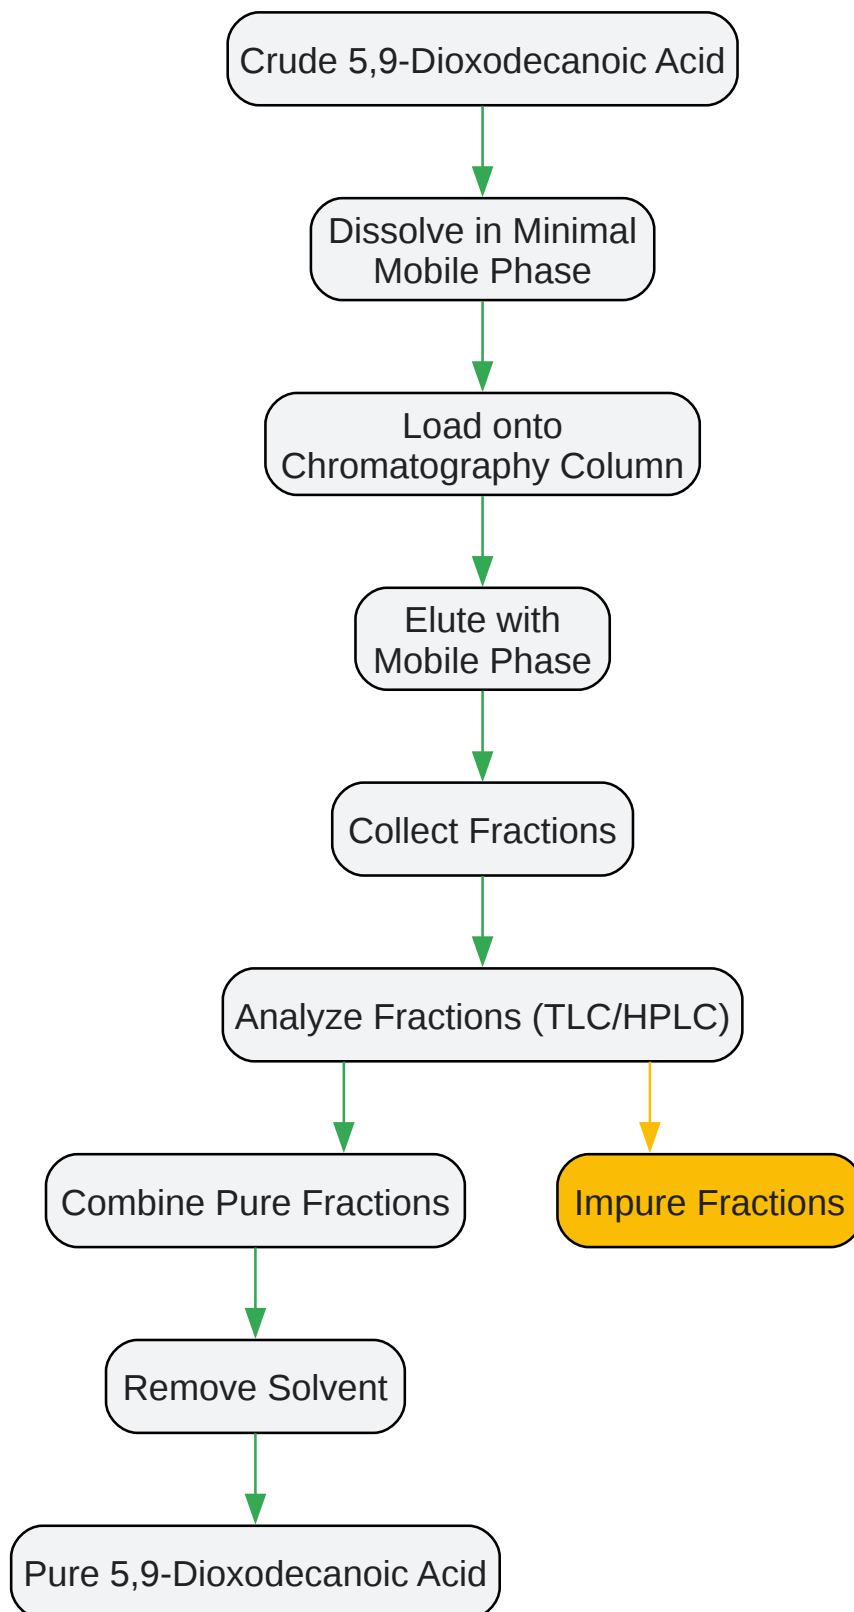 Crude 5,9-Dioxodecanoic Acid
Dissolve in Minimal
Mobile Phase
Load onto
Chromatography Column
Elute with
Mobile Phase
Collect Fractions
Analyze Fractions (TLC/HPLC)
Combine Pure Fractions
Impure Fractions
Remove Solvent
Pure 5,9-Dioxodecanoic Acid